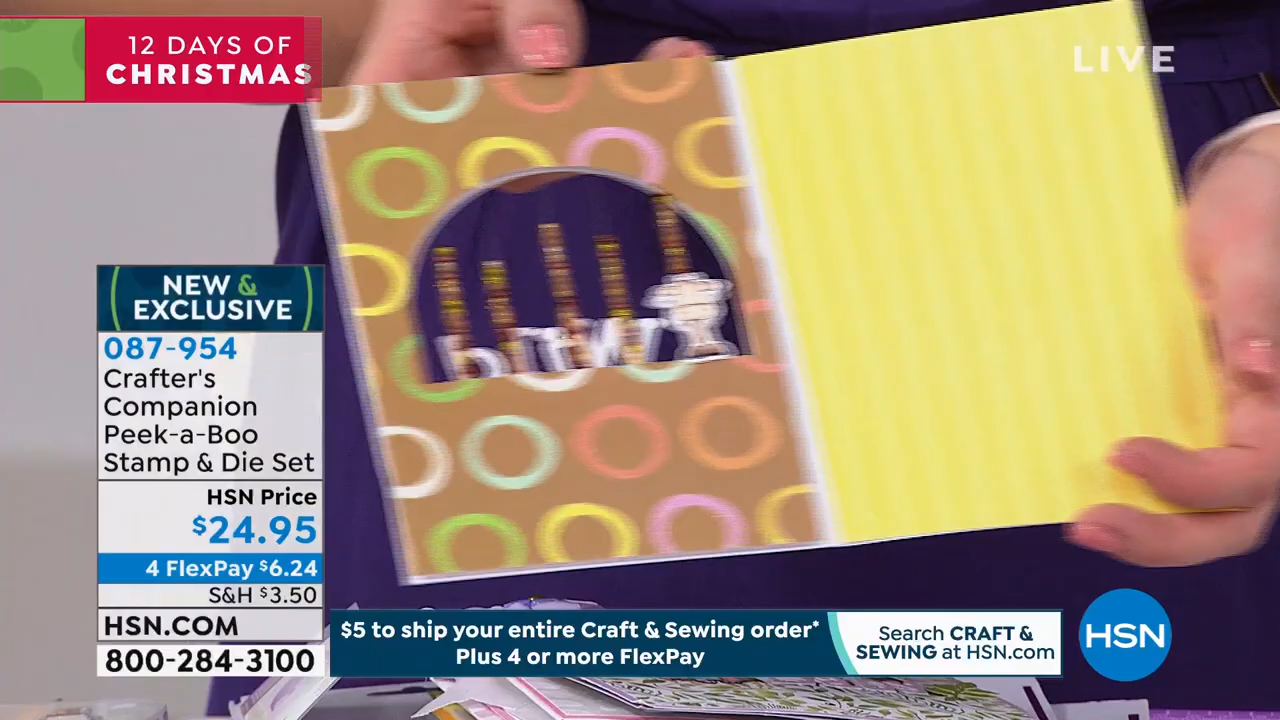 12 DAYS OF
CHRISTMAS
LIVE
NEW &
EXCLUSIVE
087-954
Crafter's
Companion
Peek-a-Boo
Stamp & Die Set
HSN Price
$24.95
4 FlexPay $6.24
S&H $3.50
HSN.COM
800-284-3100
$5 to ship your entire Craft & Sewing order*
Plus 4 or more FlexPay
Search CRAFT &
SEWING at HSN.com
HSN